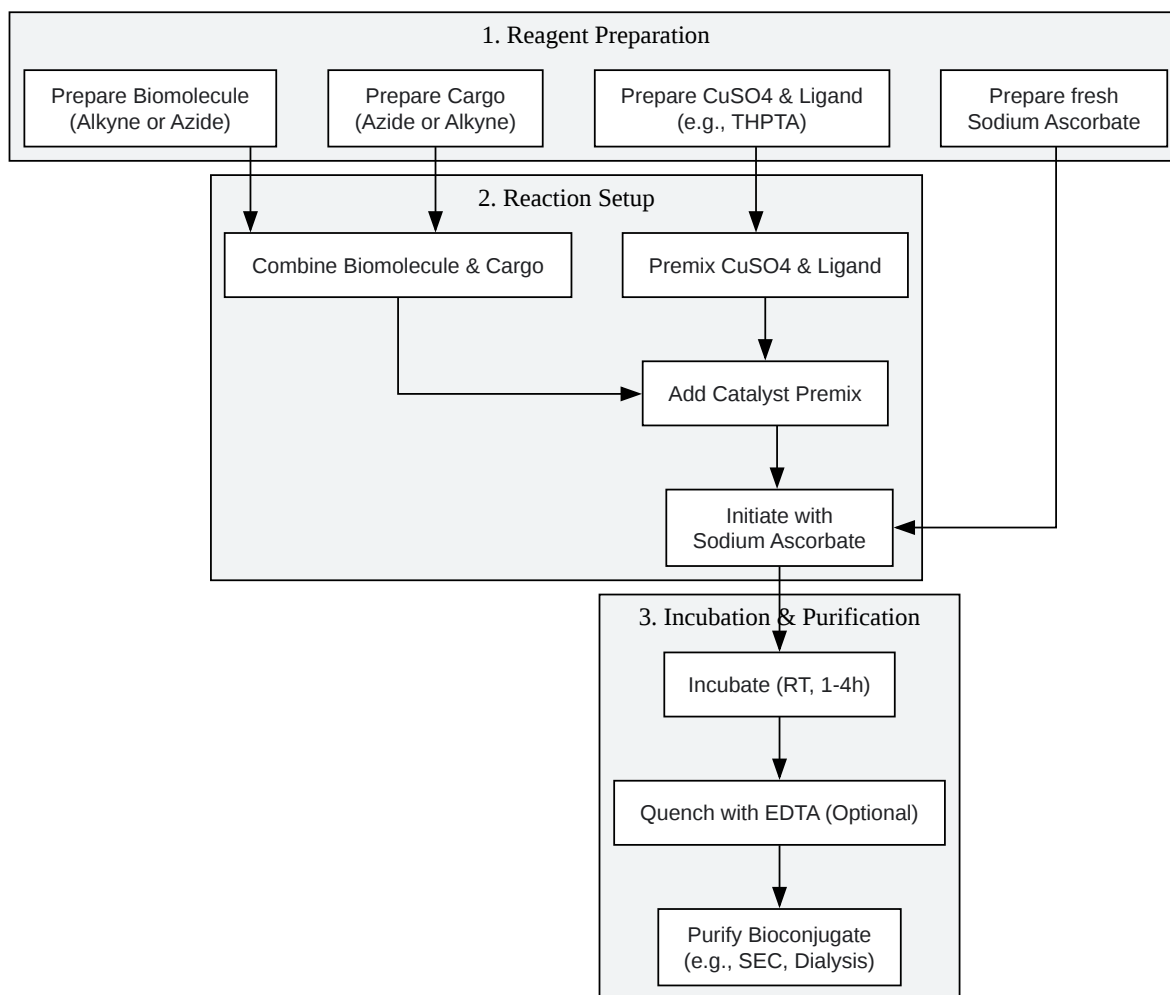 1. Reagent Preparation
Prepare Biomolecule
(Alkyne or Azide)
Prepare Cargo
(Azide or Alkyne)
Prepare CuSO4 & Ligand
(e.g., THPTA)
Prepare fresh
Sodium Ascorbate
2. Reaction Setup
Combine Biomolecule & Cargo
Premix CuSO4 & Ligand
Add Catalyst Premix
Initiate with
Sodium Ascorbate
3. Incubation & Purification
Incubate (RT, 1-4h)
Quench with EDTA (Optional)
Purify Bioconjugate
(e.g., SEC, Dialysis)